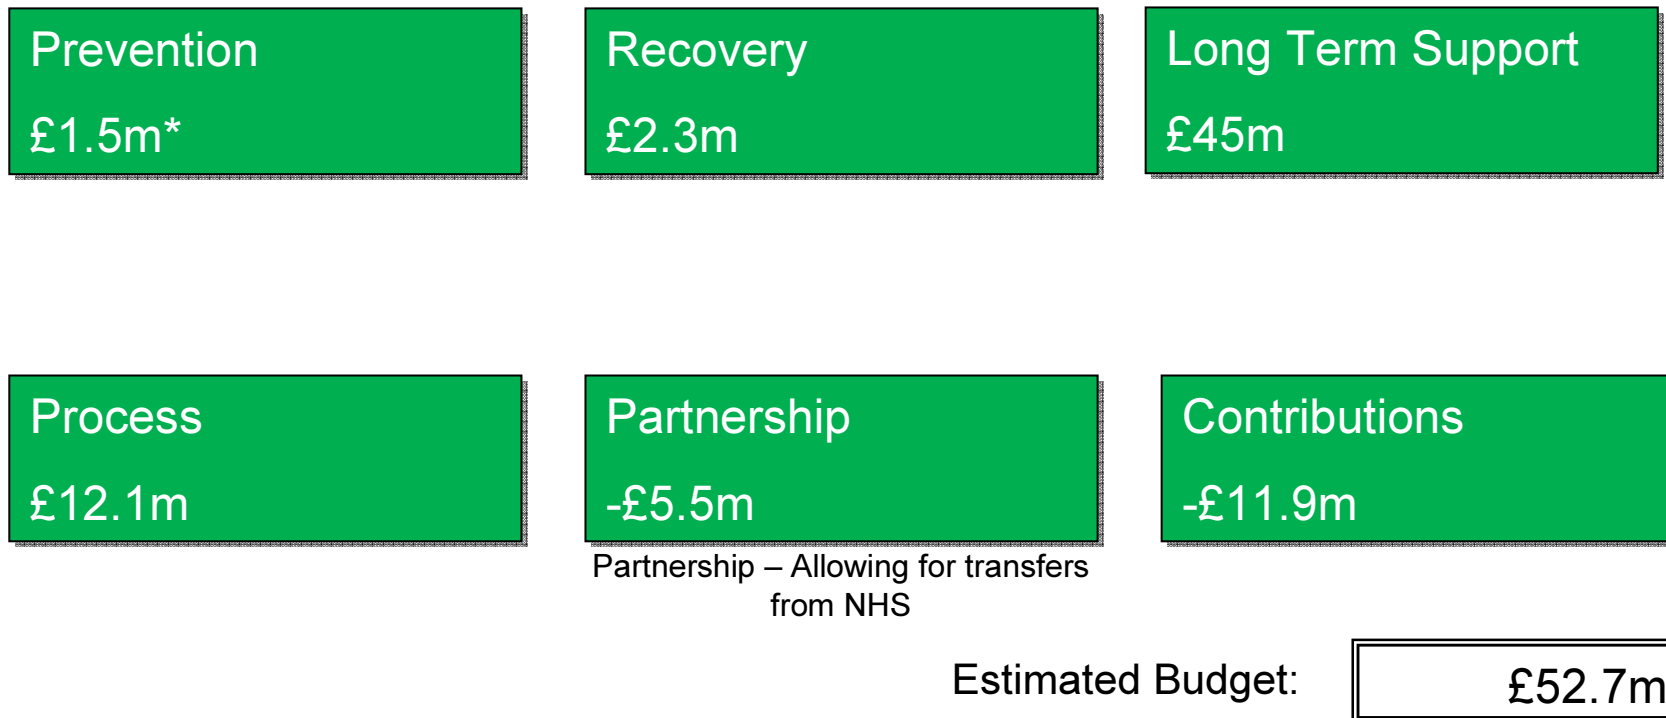 Prevention
£1.5m*
Recovery
£2.3m
Long Term Support
£45m
Process
£12.1m
Partnership
-£5.5m
Contributions
-£11.9m
Partnership – Allowing for transfers
from NHS
Estimated Budget:
£52.7m